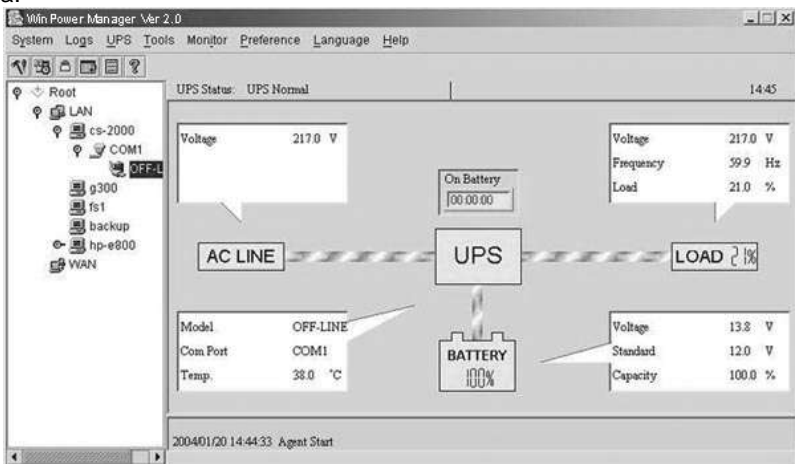 a.
Win Power Manager Ver 2.0
System Logs UPS Tools Monitor Preference Language Help
Root
LAN
cs-2000
COM1
OFF-L
g300
fs1
backup
hp-e800
WAN
UPS Status: UPS Normal 14:45
Voltage 217.0 V
On Battery
00:00:00
Voltage 217.0 V
Frequency 59.9 Hz
Load 21.0 %
AC LINE
UPS
LOAD 21%
Model OFF-LINE
Com Port COM1
Temp. 38.0 °C
BATTERY
100%
Voltage 13.8 V
Standard 12.0 V
Capacity 100.0 %
2004/01/20 14:44:33 Agent Start